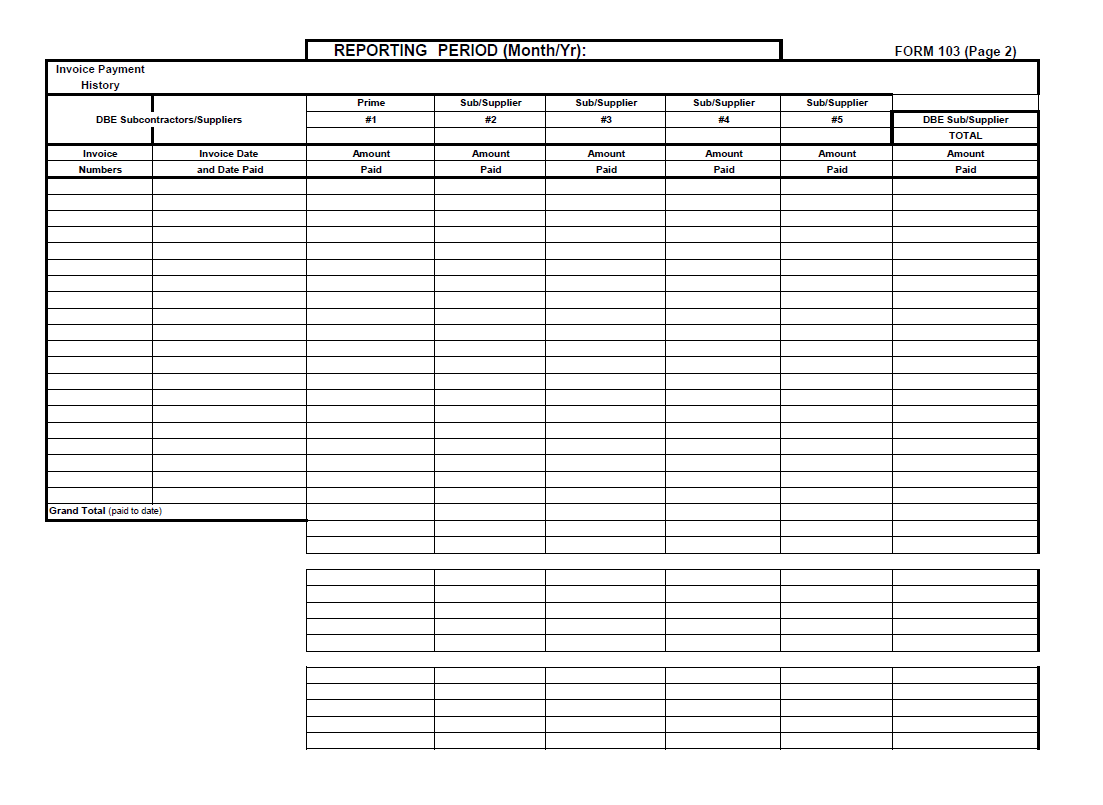 REPORTING PERIOD (Month/Yr):
FORM 103 (Page 2)
Invoice Payment
History
Prime Sub/Supplier Sub/Supplier Sub/Supplier Sub/Supplier
DBE Subcontractors/Suppliers #1 #2 #3 #4 #5 DBE Sub/Supplier
TOTAL
Invoice Invoice Date Amount Amount Amount Amount Amount Amount
Numbers and Date Paid Paid Paid Paid Paid Paid Paid
Grand Total (paid to date)